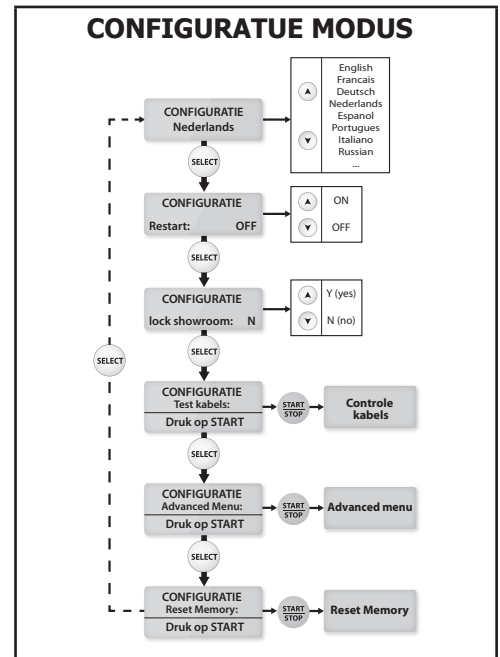 CONFIGURATUE MODUS
CONFIGURATIE
Nederlands
English
Francais
Deutsch
Nederlands
Espanol
Portugues
Italiano
Russian
...
SELECT
CONFIGURATIE
Restart: OFF
ON
OFF
SELECT
CONFIGURATIE
lock showroom: N
Y (yes)
N (no)
SELECT
SELECT
CONFIGURATIE
Test kabels:
Druk op START
START
STOP
Controle
kabels
SELECT
CONFIGURATIE
Advanced Menu:
Druk op START
START
STOP
Advanced menu
SELECT
CONFIGURATIE
Reset Memory:
Druk op START
START
STOP
Reset Memory